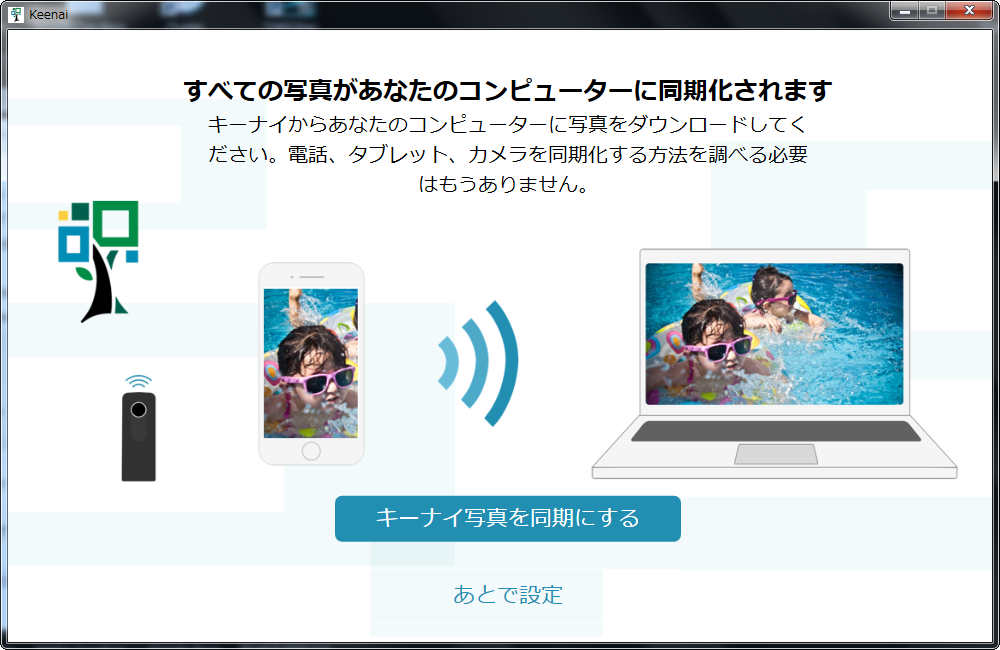 Keenai
すべての写真があなたのコンピューターに同期化されます
キーナイからあなたのコンピューターに写真をダウンロードしてく
ださい。電話、タブレット、カメラを同期化する方法を調べる必要
はもうありません。
キーナイ写真を同期にする
あとで設定